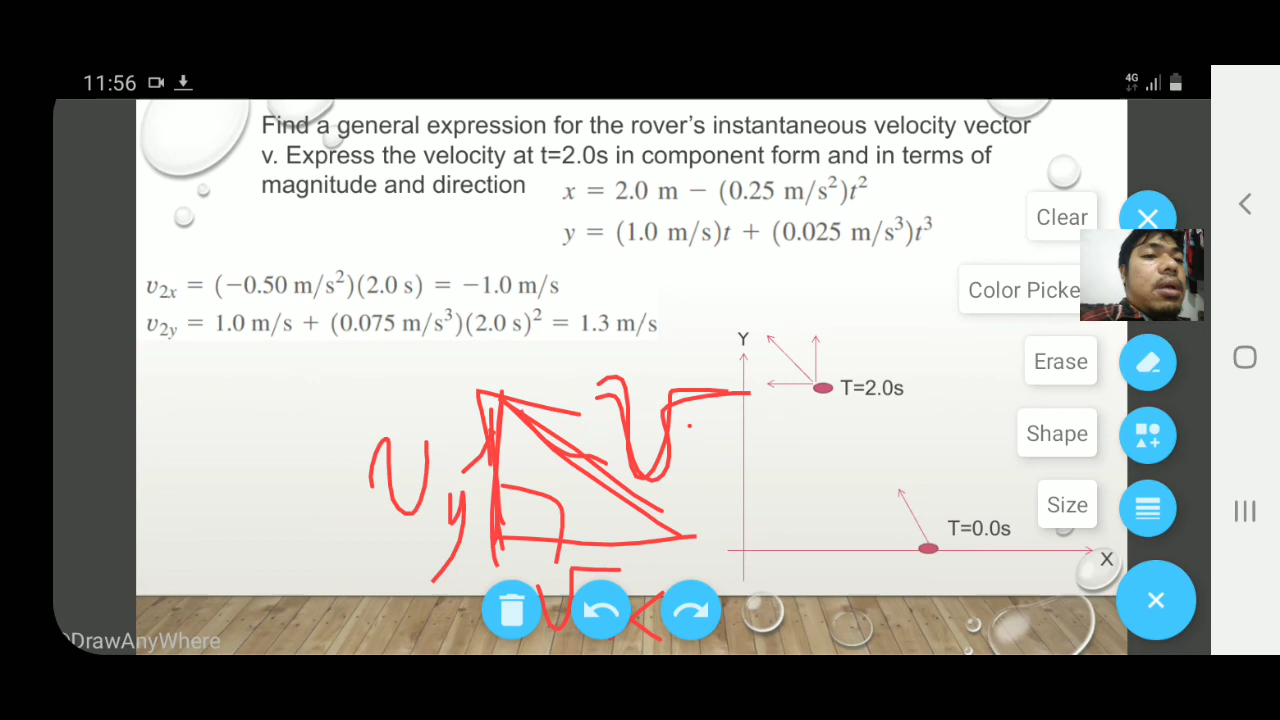 11:56
4G
Find a general expression for the rover's instantaneous velocity vector
v. Express the velocity at t=2.0s in component form and in terms of
magnitude and direction
x = 2.0 m − (0.25 m/s²)t²
y = (1.0 m/s)t + (0.025 m/s³)t³
Clear
Color Picke
v₂ₓ = (−0.50 m/s²)(2.0 s) = −1.0 m/s
v₂ᵧ = 1.0 m/s + (0.075 m/s³)(2.0 s)² = 1.3 m/s
Y
Erase
T=2.0s
V
Shape
Vy
Size
T=0.0s
X
DrawAnyWhere